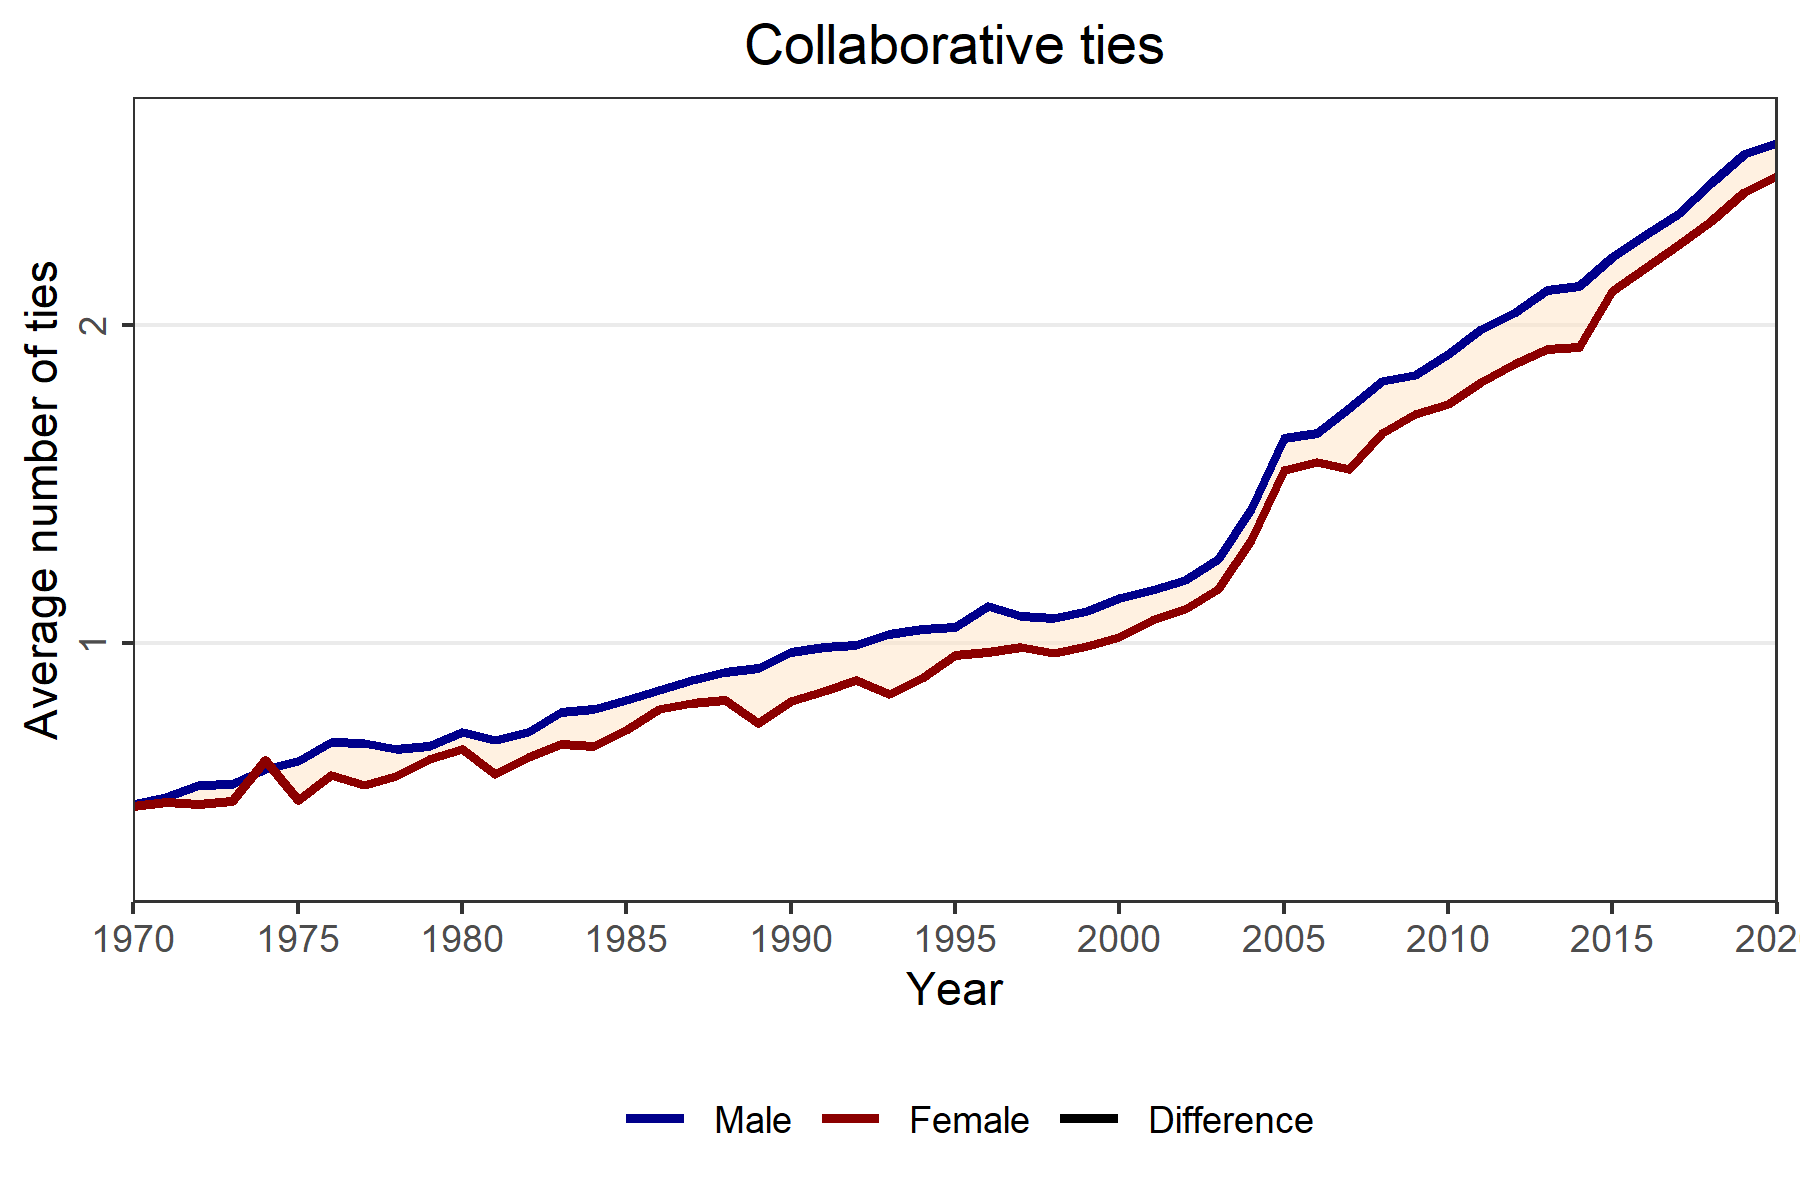 Collaborative ties
Average number of ties
2
1
1970 1975 1980 1985 1990 1995 2000 2005 2010 2015 202
Year
Male Female Difference